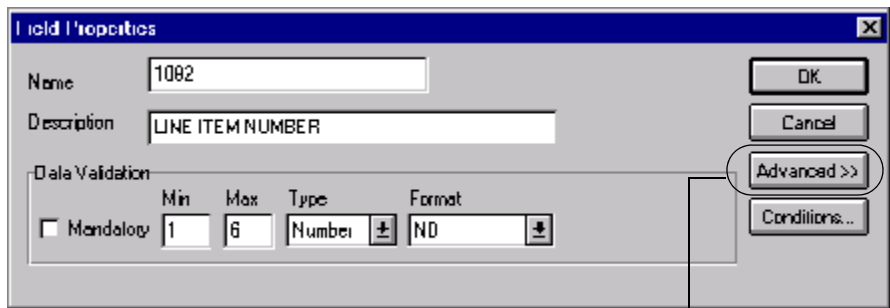 Field Properties
Name 1082
OK
Description LINE ITEM NUMBER
Cancel
Data Validation
Advanced >>
Min Max Type Format
Mandatory 1 6 Number N0
Conditions...